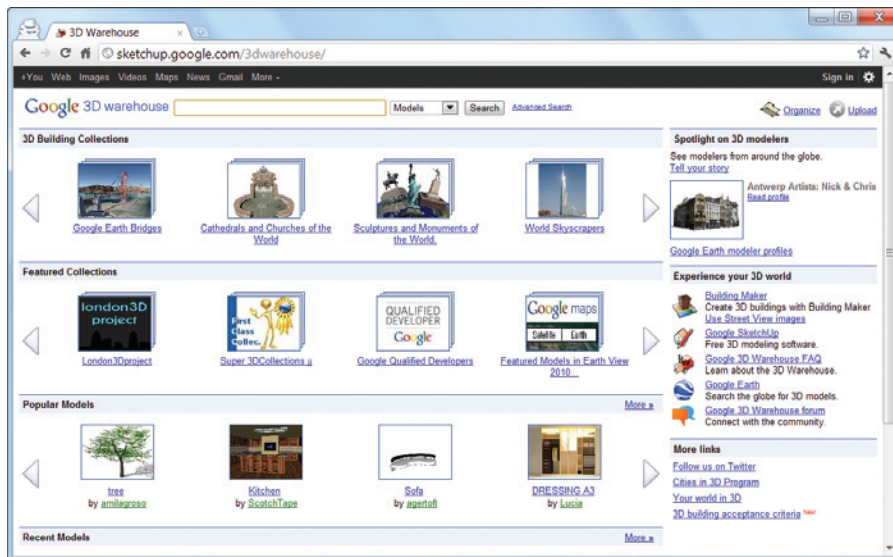 3D Warehouse
sketchup.google.com/3dwarehouse/
+You Web Images Videos Maps News Gmail More
Sign in
Google 3D warehouse
Models
Search
Advanced Search
Organize
Upload
3D Building Collections
Google Earth Bridges
Cathedrals and Churches of the
World
Sculptures and Monuments of
the World.
World Skyscrapers
Featured Collections
london3D
project
London3Dproject
First
Class
Collec.
Super 3DCollections ¡¡
QUALIFIED
DEVELOPER
Google
Google Qualified Developers
Google maps
Satellite Earth
Featured Models in Earth View
2010...
Popular Models
More »
tree
by amilagroso
Kitchen
by ScotchTape
Sofa
by agertoft
DRESSING A3
by Lucia
Recent Models
More »
Spotlight on 3D modelers
See modelers from around the globe.
Tell your story
Antwerp Artists: Nick & Chris
Read profile
Google Earth modeler profiles
Experience your 3D world
Building Maker
Create 3D buildings with Building Maker
Use Street View images
Google SketchUp
Free 3D modeling software.
Google 3D Warehouse FAQ
Learn about the 3D Warehouse.
Google Earth
Search the globe for 3D models.
Google 3D Warehouse forum
Connect with the community.
More links
Follow us on Twitter
Cities in 3D Program
Your world in 3D
3D building acceptance criteria New!